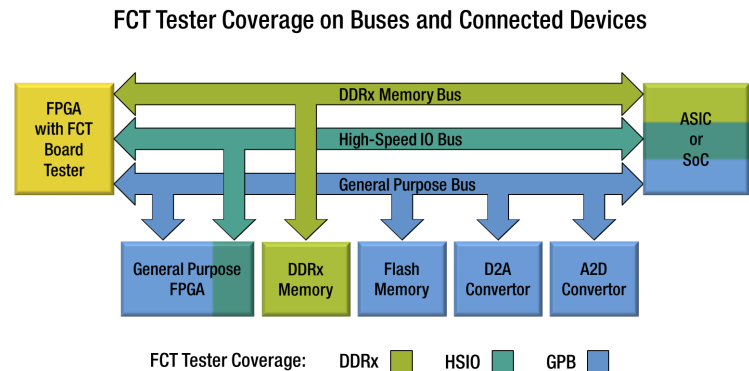 FCT Tester Coverage on Buses and Connected Devices
FPGA
with FCT
Board
Tester
DDRx Memory Bus
High-Speed IO Bus
General Purpose Bus
ASIC
or
SoC
General Purpose
FPGA
DDRx
Memory
Flash
Memory
D2A
Convertor
A2D
Convertor
FCT Tester Coverage: DDRx HSIO GPB